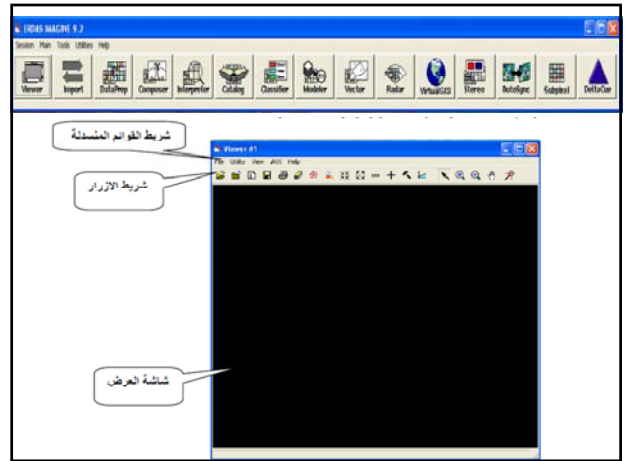 ERDAS IMAGINE 9.2
Session Main Tools Utilities Help
Viewer Import DataPrep Composer Interpreter Catalog Classifier Modeler Vector Radar VirtualGIS Stereo AutoSync Subpixel DeltaCue
شريط القوائم المنسدلة
Viewer #1
File Utility View AOI Help
شريط الازرار
شاشة العرض